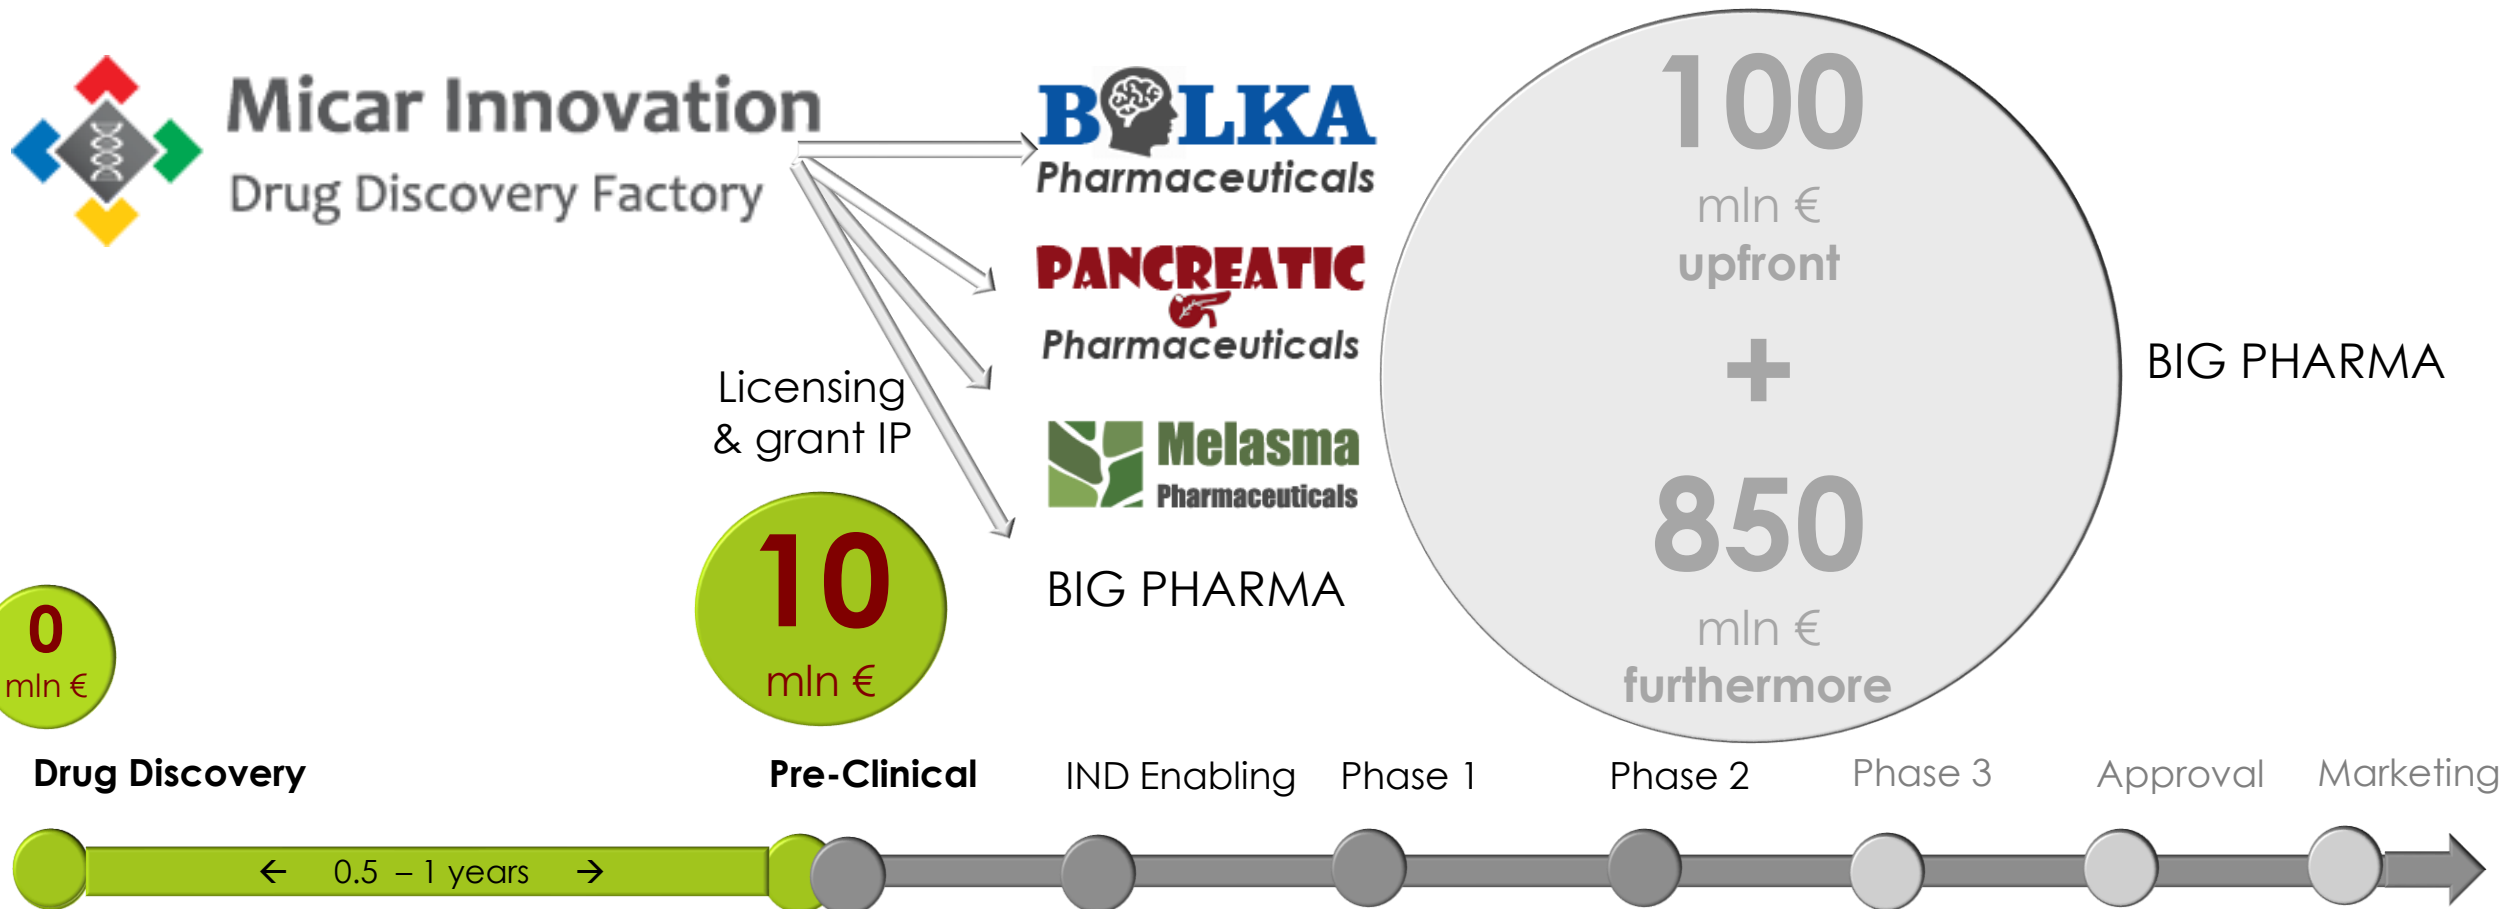 Micar Innovation
Drug Discovery Factory
BOLKA
Pharmaceuticals
PANCREATIC
Pharmaceuticals
Melasma
Pharmaceuticals
BIG PHARMA
Licensing
& grant IP
0
mln €
10
mln €
100
mln €
upfront
+
850
mln €
furthermore
BIG PHARMA
Drug Discovery
Pre-Clinical
IND Enabling
Phase 1
Phase 2
Phase 3
Approval
Marketing
← 0.5 – 1 years →